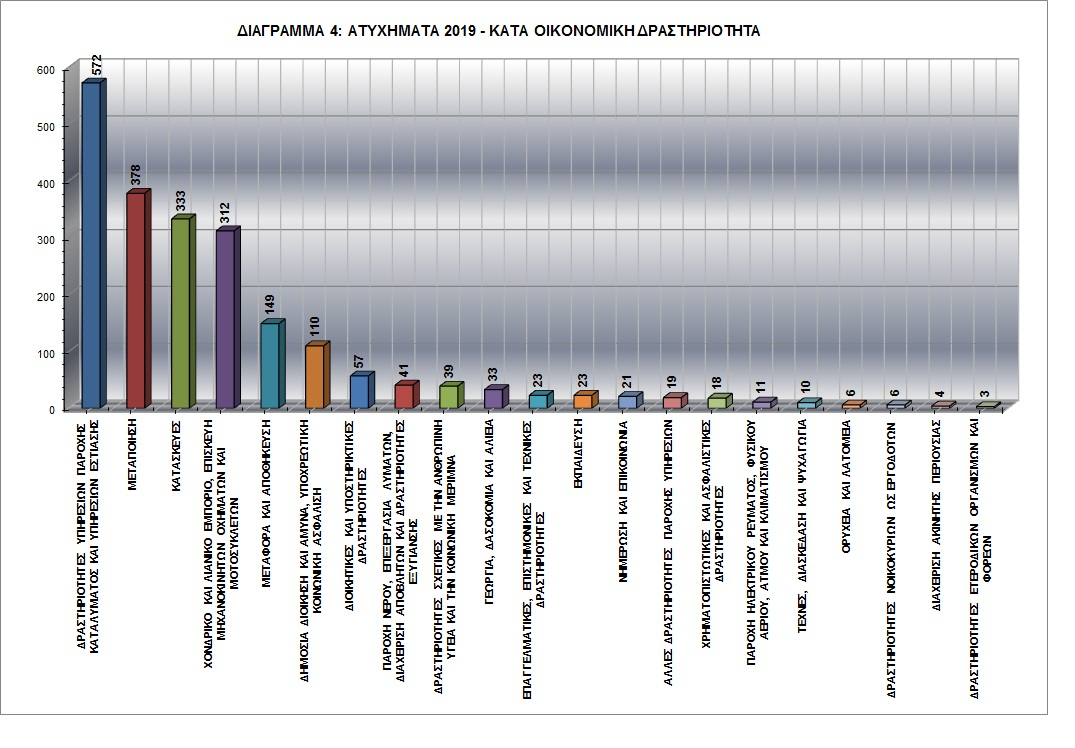 ΔΙΑΓΡΑΜΜΑ 4: ΑΤΥΧΗΜΑΤΑ 2019 - ΚΑΤΑ ΟΙΚΟΝΟΜΙΚΗ ΔΡΑΣΤΗΡΙΟΤΗΤΑ
600
500
400
300
200
100
0
572
378
333
312
149
110
57
41
39
33
23
23
21
19
18
11
10
6
6
4
3
ΔΡΑΣΤΗΡΙΟΤΗΤΕΣ ΥΠΗΡΕΣΙΩΝ ΠΑΡΟΧΗΣ
ΚΑΤΑΛΥΜΑΤΟΣ ΚΑΙ ΥΠΗΡΕΣΙΩΝ ΕΣΤΙΑΣΗΣ
ΜΕΤΑΠΟΙΗΣΗ
ΚΑΤΑΣΚΕΥΕΣ
ΧΟΝΔΡΙΚΟ ΚΑΙ ΛΙΑΝΙΚΟ ΕΜΠΟΡΙΟ, ΕΠΙΣΚΕΥΗ
ΜΗΧΑΝΟΚΙΝΗΤΩΝ ΟΧΗΜΑΤΩΝ ΚΑΙ
ΜΟΤΟΣΥΚΛΕΤΩΝ
ΜΕΤΑΦΟΡΑ ΚΑΙ ΑΠΟΘΗΚΕΥΣΗ
ΔΗΜΟΣΙΑ ΔΙΟΙΚΗΣΗ ΚΑΙ ΑΜΥΝΑ, ΥΠΟΧΡΕΩΤΙΚΗ
ΚΟΙΝΩΝΙΚΗ ΑΣΦΑΛΙΣΗ
ΔΙΟΙΚΗΤΙΚΕΣ ΚΑΙ ΥΠΟΣΤΗΡΙΚΤΙΚΕΣ
ΔΡΑΣΤΗΡΙΟΤΗΤΕΣ
ΠΑΡΟΧΗ ΝΕΡΟΥ, ΕΠΕΞΕΡΓΑΣΙΑ ΛΥΜΑΤΩΝ,
ΔΙΑΧΕΙΡΙΣΗ ΑΠΟΒΛΗΤΩΝ ΚΑΙ ΔΡΑΣΤΗΡΙΟΤΗΤΕΣ
ΕΞΥΓΙΑΝΣΗΣ
ΔΡΑΣΤΗΡΙΟΤΗΤΕΣ ΣΧΕΤΙΚΕΣ ΜΕ ΤΗΝ ΑΝΘΡΩΠΙΝΗ
ΥΓΕΙΑ ΚΑΙ ΤΗΝ ΚΟΙΝΩΝΙΚΗ ΜΕΡΙΜΝΑ
ΓΕΩΡΓΙΑ, ΔΑΣΟΚΟΜΙΑ ΚΑΙ ΑΛΙΕΙΑ
ΕΠΑΓΓΕΛΜΑΤΙΚΕΣ, ΕΠΙΣΤΗΜΟΝΙΚΕΣ ΚΑΙ ΤΕΧΝΙΚΕΣ
ΔΡΑΣΤΗΡΙΟΤΗΤΕΣ
ΕΚΠΑΙΔΕΥΣΗ
ΝΗΜΕΡΩΣΗ ΚΑΙ ΕΠΙΚΟΙΝΩΝΙΑ
ΑΛΛΕΣ ΔΡΑΣΤΗΡΙΟΤΗΤΕΣ ΠΑΡΟΧΗΣ ΥΠΗΡΕΣΙΩΝ
ΧΡΗΜΑΤΟΠΙΣΤΩΤΙΚΕΣ ΚΑΙ ΑΣΦΑΛΙΣΤΙΚΕΣ
ΔΡΑΣΤΗΡΙΟΤΗΤΕΣ
ΠΑΡΟΧΗ ΗΛΕΚΤΡΙΚΟΥ ΡΕΥΜΑΤΟΣ, ΦΥΣΙΚΟΥ
ΑΕΡΙΟΥ, ΑΤΜΟΥ ΚΑΙ ΚΛΙΜΑΤΙΣΜΟΥ
ΤΕΧΝΕΣ, ΔΙΑΣΚΕΔΑΣΗ ΚΑΙ ΨΥΧΑΓΩΓΙΑ
ΟΡΥΧΕΙΑ ΚΑΙ ΛΑΤΟΜΕΙΑ
ΔΡΑΣΤΗΡΙΟΤΗΤΕΣ ΝΟΙΚΟΚΥΡΙΩΝ ΩΣ ΕΡΓΟΔΟΤΩΝ
ΔΙΑΧΕΙΡΙΣΗ ΑΚΙΝΗΤΗΣ ΠΕΡΙΟΥΣΙΑΣ
ΔΡΑΣΤΗΡΙΟΤΗΤΕΣ ΕΤΕΡΟΔΙΚΩΝ ΟΡΓΑΝΙΣΜΩΝ ΚΑΙ
ΦΟΡΕΩΝ